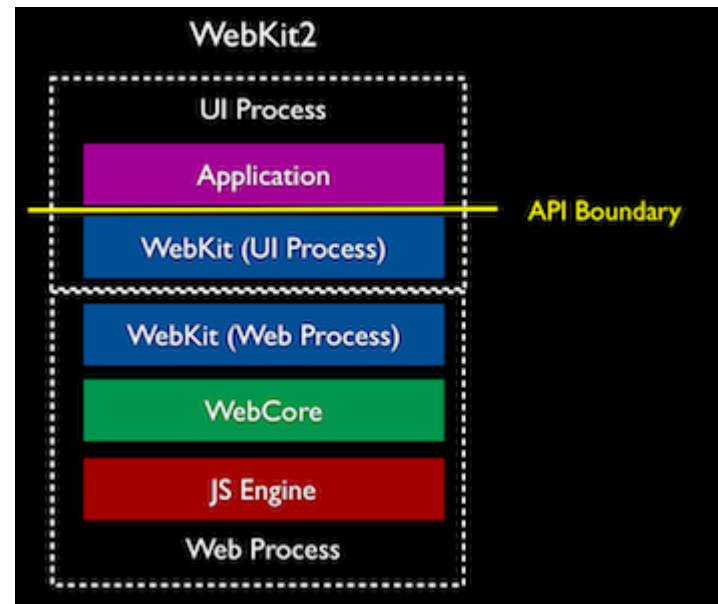 WebKit2
UI Process
Application
API Boundary
WebKit (UI Process)
WebKit (Web Process)
WebCore
JS Engine
Web Process